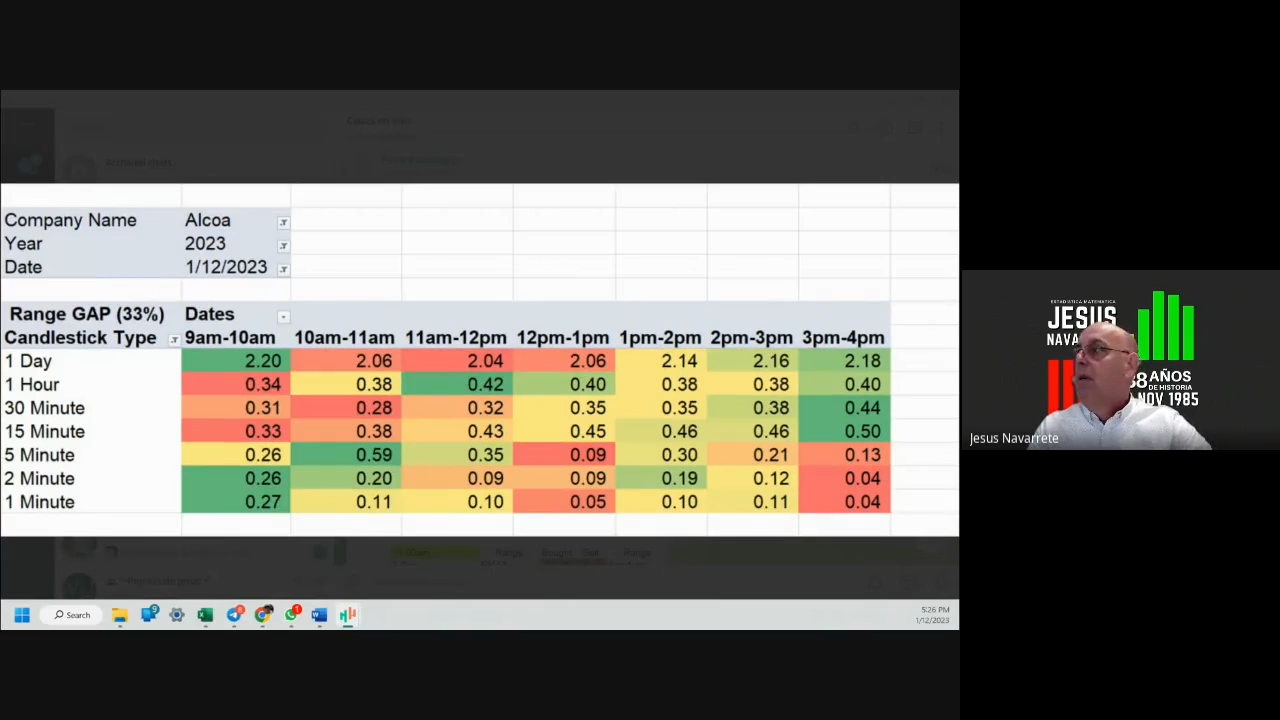 Company Name Alcoa
Year 2023
Date 1/12/2023
Range GAP (33%) Dates
Candlestick Type 9am-10am 10am-11am 11am-12pm 12pm-1pm 1pm-2pm 2pm-3pm 3pm-4pm
1 Day 2.20 2.06 2.04 2.06 2.14 2.16 2.18
1 Hour 0.34 0.38 0.42 0.40 0.38 0.38 0.40
30 Minute 0.31 0.28 0.32 0.35 0.35 0.38 0.44
15 Minute 0.33 0.38 0.43 0.45 0.46 0.46 0.50
5 Minute 0.26 0.59 0.35 0.09 0.30 0.21 0.13
2 Minute 0.26 0.20 0.09 0.09 0.19 0.12 0.04
1 Minute 0.27 0.11 0.10 0.05 0.10 0.11 0.04
Search
5:26 PM
1/12/2023
ESTADISTICA MATEMATICA
JESUS
NAVA
8 AÑOS
DE HISTORIA
NOV 1985
Jesus Navarrete